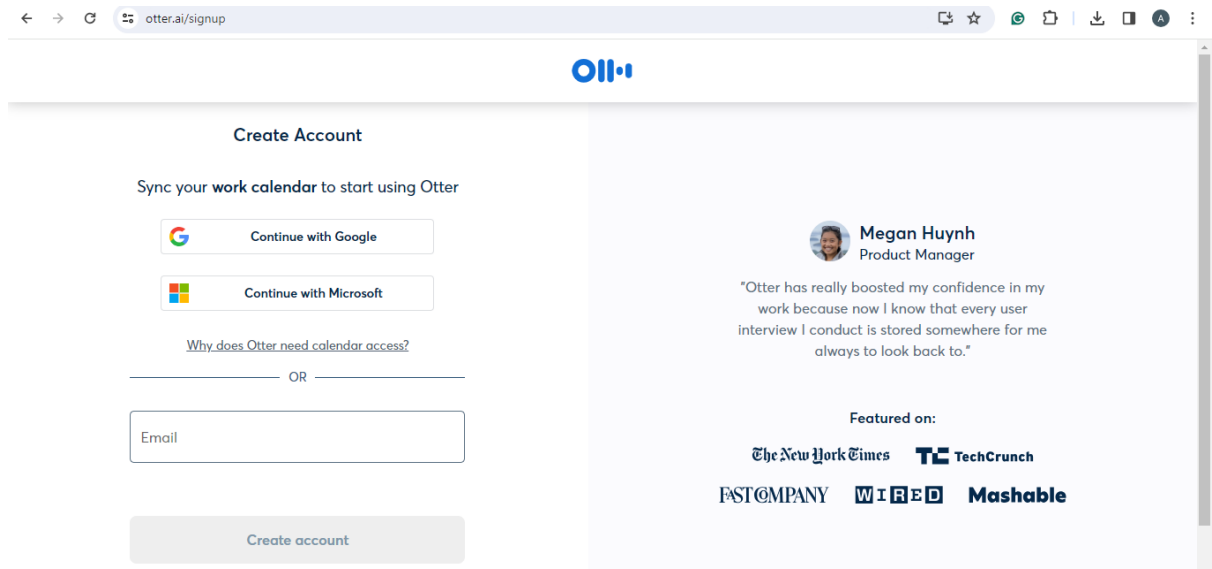 otter.ai/signup
A
Create Account
Sync your work calendar to start using Otter
Continue with Google
Continue with Microsoft
Why does Otter need calendar access?
OR
Email
Create account
Megan Huynh
Product Manager
"Otter has really boosted my confidence in my
work because now I know that every user
interview I conduct is stored somewhere for me
always to look back to."
Featured on:
The New York Times
TC TechCrunch
FAST COMPANY
WIRED
Mashable